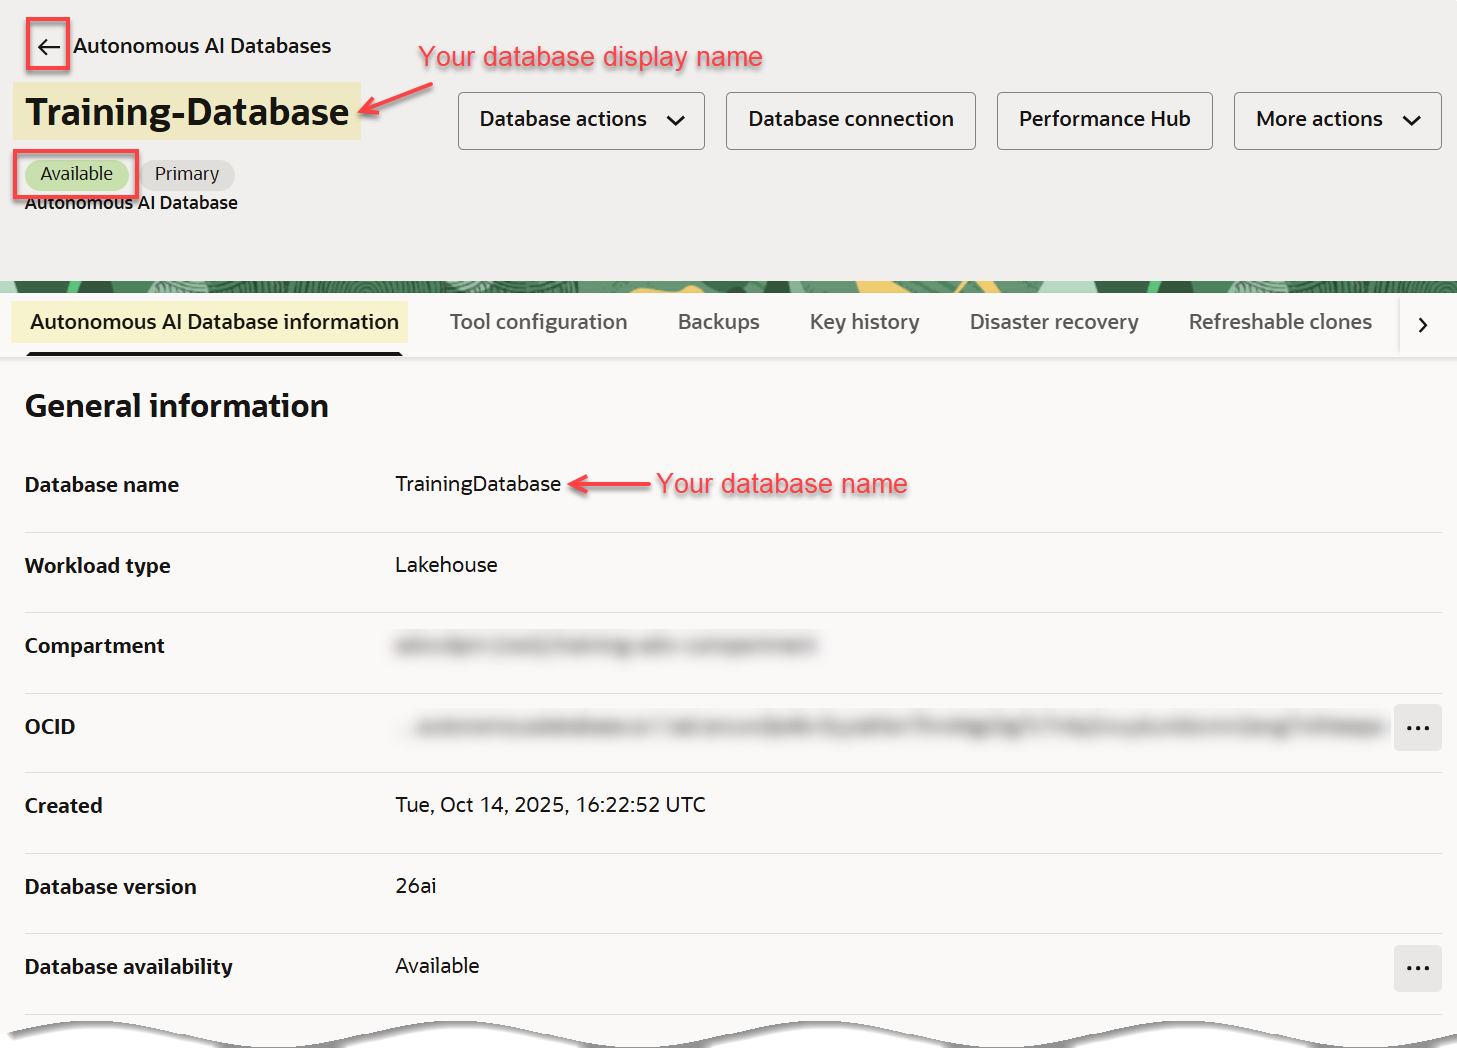 Autonomous AI Databases
Your database display name
Training-Database
Database actions
Database connection
Performance Hub
More actions
Available
Primary
Autonomous AI Database
Autonomous AI Database information
Tool configuration
Backups
Key history
Disaster recovery
Refreshable clones
General information
Database name
TrainingDatabase
Your database name
Workload type
Lakehouse
Compartment
OCID
Created
Tue, Oct 14, 2025, 16:22:52 UTC
Database version
26ai
Database availability
Available